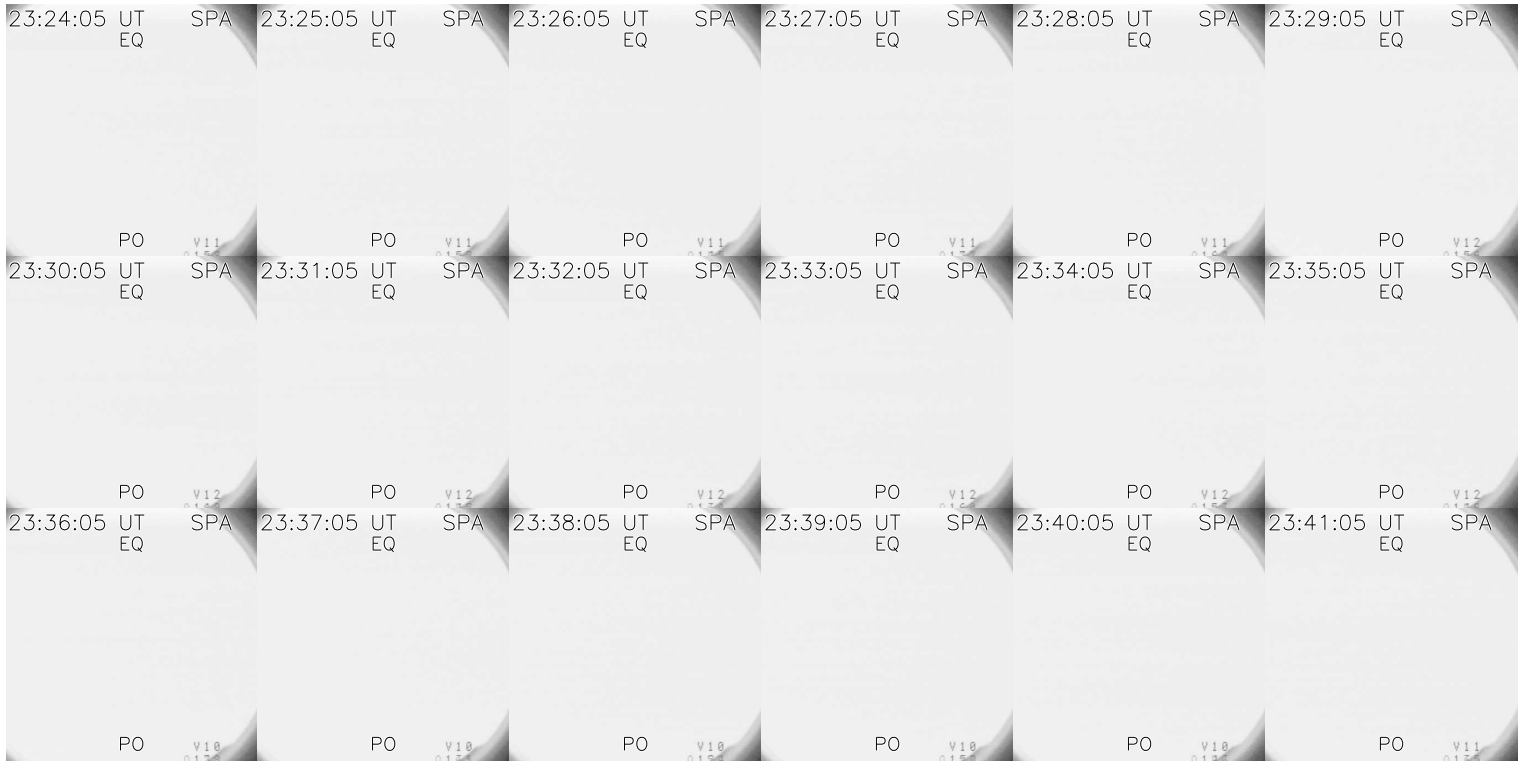 23:24:05 UT SPA 23:25:05 UT SPA 23:26:05 UT SPA 23:27:05 UT SPA 23:28:05 UT SPA 23:29:05 UT SPA
EQ EQ EQ EQ EQ EQ
PO V11 PO V11 PO V11 PO V11 PO V11 PO V12
23:30:05 UT SPA 23:31:05 UT SPA 23:32:05 UT SPA 23:33:05 UT SPA 23:34:05 UT SPA 23:35:05 UT SPA
EQ EQ EQ EQ EQ EQ
PO V12 PO V12 PO V12 PO V12 PO V12 PO V12
23:36:05 UT SPA 23:37:05 UT SPA 23:38:05 UT SPA 23:39:05 UT SPA 23:40:05 UT SPA 23:41:05 UT SPA
EQ EQ EQ EQ EQ EQ
PO V10 PO V10 PO V10 PO V10 PO V10 PO V11